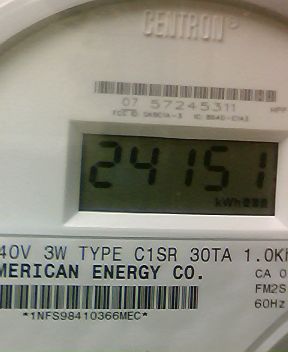 CENTRON®
07 57245311
24151
kWh
40V 3W TYPE C1SR 30TA 1.0K
MERICAN ENERGY CO.
CA 0
FM2S
60Hz
*1NFS98410366MEC*